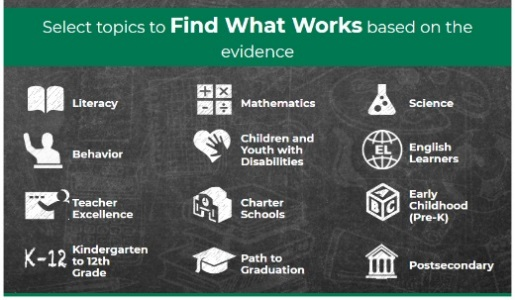 Select topics to Find What Works based on the
evidence
Literacy
Mathematics
Science
Behavior
Children and
Youth with
Disabilities
EL
English
Learners
Teacher
Excellence
Charter
Schools
A B C
Early
Childhood
(Pre-K)
K-12
Kindergarten
to 12th
Grade
Path to
Graduation
Postsecondary